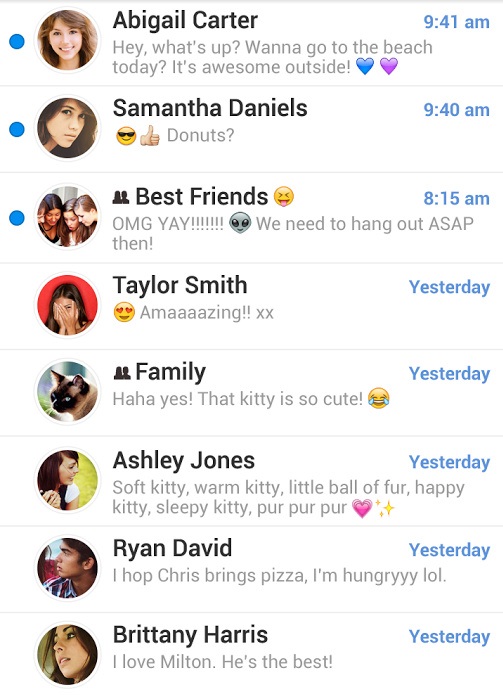 Abigail Carter 9:41 am
Hey, what's up? Wanna go to the beach
today? It's awesome outside! 💙 💜
Samantha Daniels 9:40 am
😎👍 Donuts?
Best Friends 😝 8:15 am
OMG YAY!!!!!!! 👽 We need to hang out ASAP
then!
Taylor Smith Yesterday
😍 Amaaaazing!! xx
Family Yesterday
Haha yes! That kitty is so cute! 😂
Ashley Jones Yesterday
Soft kitty, warm kitty, little ball of fur, happy
kitty, sleepy kitty, pur pur pur 💗✨
Ryan David Yesterday
I hop Chris brings pizza, I'm hungryyy lol.
Brittany Harris Yesterday
I love Milton. He's the best!